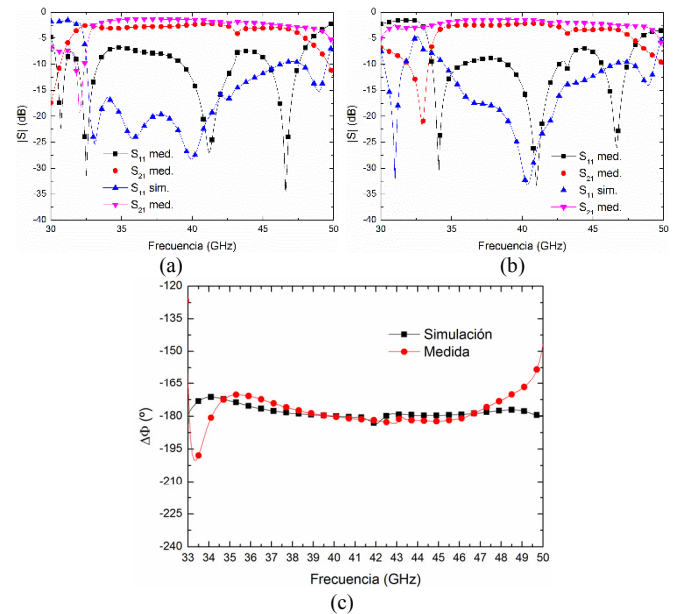 0
-5
-10
-15
-20
-25
-30
-35
-40
|S| (dB)
S11 med.
S21 med.
S11 sim.
S21 med.
30 35 40 45 50
Frecuencia (GHz)
(a)
0
-5
-10
-15
-20
-25
-30
-35
-40
|S| (dB)
S11 med.
S21 med.
S11 sim.
S21 med.
30 35 40 45 50
Frecuencia (GHz)
(b)
-120
-150
-165
-180
-195
-210
-225
-240
ΔΦ (º)
Simulación
Medida
33 34 35 36 37 38 39 40 41 42 43 44 45 46 47 48 49 50
Frecuencia (GHz)
(c)